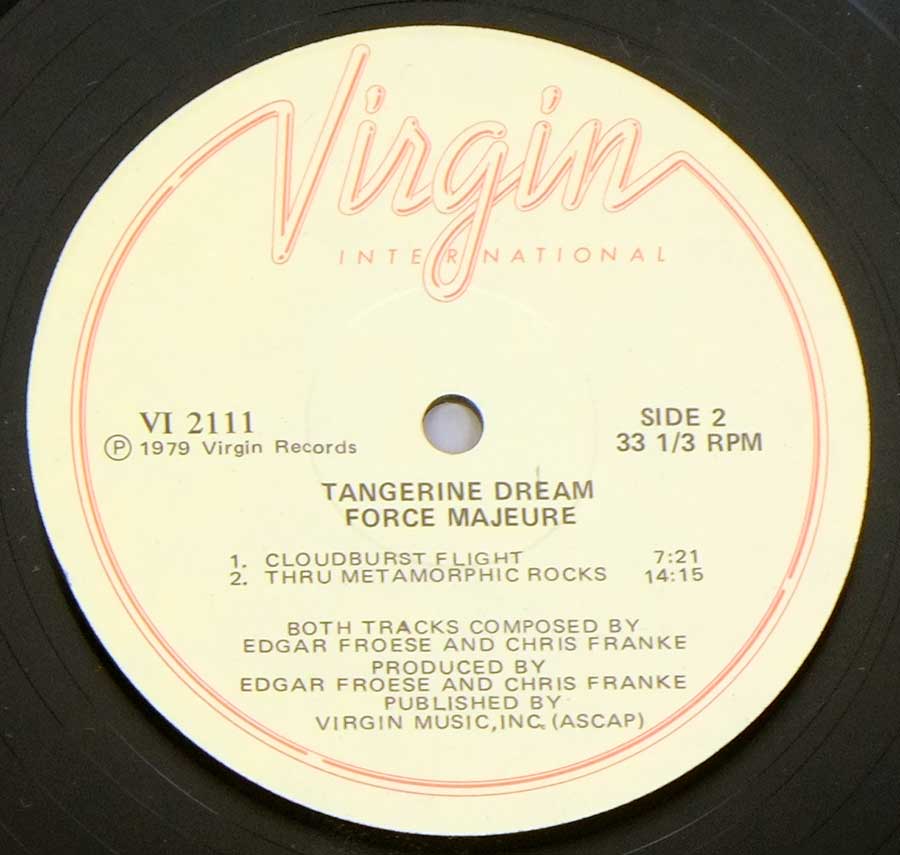 Virgin
INTERNATIONAL
VI 2111
℗ 1979 Virgin Records
SIDE 2
33 1/3 RPM
TANGERINE DREAM
FORCE MAJEURE
1. CLOUDBURST FLIGHT 7:21
2. THRU METAMORPHIC ROCKS 14:15
BOTH TRACKS COMPOSED BY
EDGAR FROESE AND CHRIS FRANKE
PRODUCED BY
EDGAR FROESE AND CHRIS FRANKE
PUBLISHED BY
VIRGIN MUSIC, INC. (ASCAP)